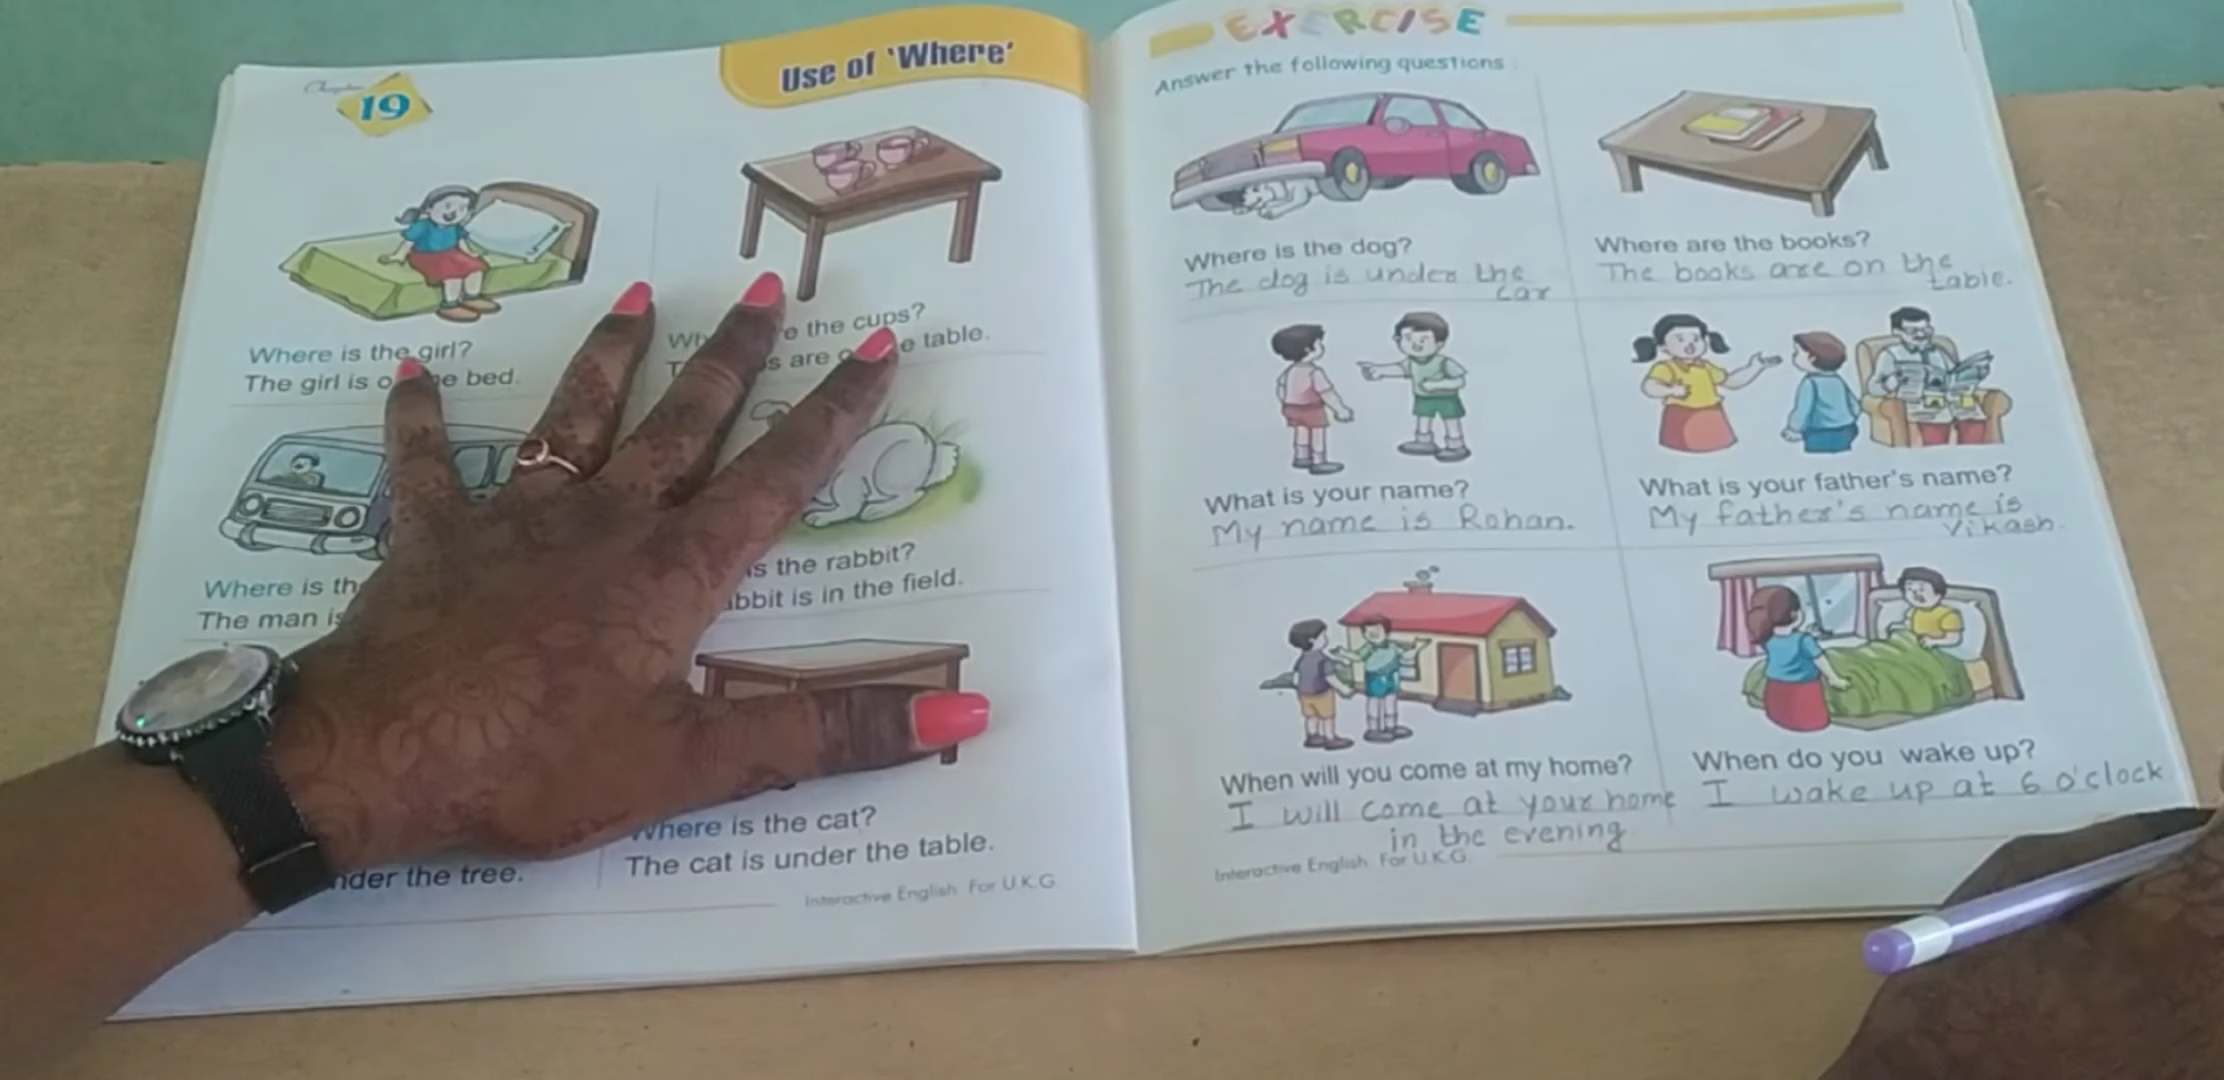 Chapter
19
Use of 'Where'
Where is the girl?
The girl is bed.
the cups?
are table.
Where is
The man
the rabbit?
is in the field.
the tree.
Where is the cat?
The cat is under the table.
Interactive English For U.K.G
EXERCISE
Answer the following questions
Where is the dog?
The dog is under the
car
Where are the books?
The books are on the
table.
What is your name?
My name is Rohan.
What is your father's name?
My father's name is
Vikash.
When will you come at my home?
I will come at your home
in the evening
When do you wake up?
I wake up at 6 o'clock
Interactive English For U.K.G.